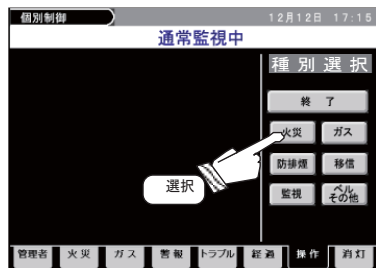 個別制御
12月12日 17:15
通常監視中
種別選択
終 了
火災
ガス
防排煙
移信
監視
ベル
その他
選択
管理者
火災
ガス
警報
トラブル
経過
操作
消灯